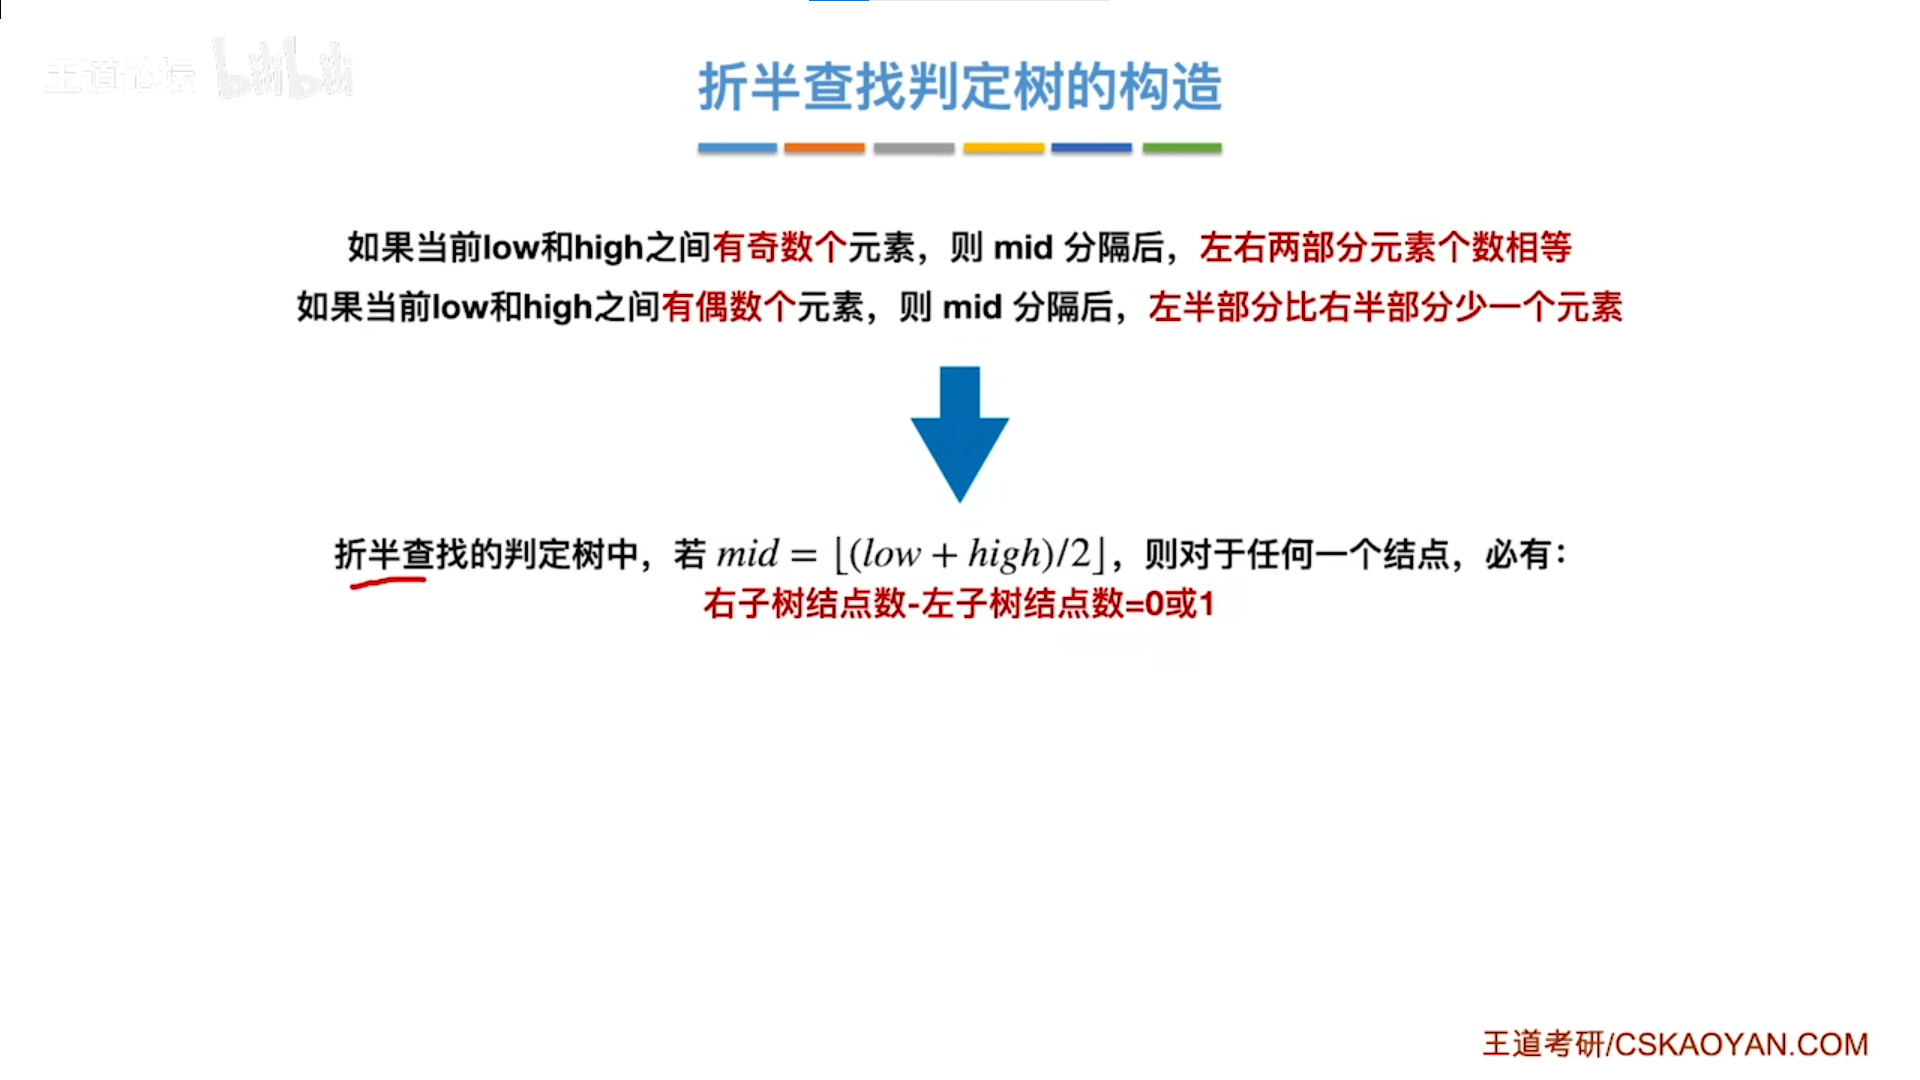 王道论坛 bilibili
折半查找判定树的构造
如果当前low和high之间有奇数个元素，则 mid 分隔后，左右两部分元素个数相等
如果当前low和high之间有偶数个元素，则 mid 分隔后，左半部分比右半部分少一个元素
折半查找的判定树中，若 mid = ⌊(low + high)/2⌋，则对于任何一个结点，必有：
右子树结点数-左子树结点数=0或1
王道考研/CSKAOYAN.COM